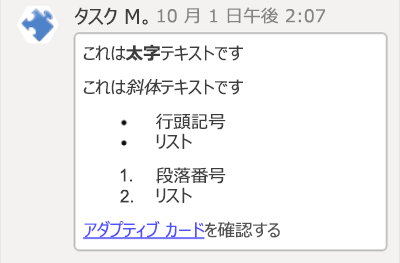 タスク M。 10 月 1 日午後 2:07
これは太字テキストです
これは斜体テキストです
• 行頭記号
• リスト
1. 段落番号
2. リスト
アダプティブ カードを確認する